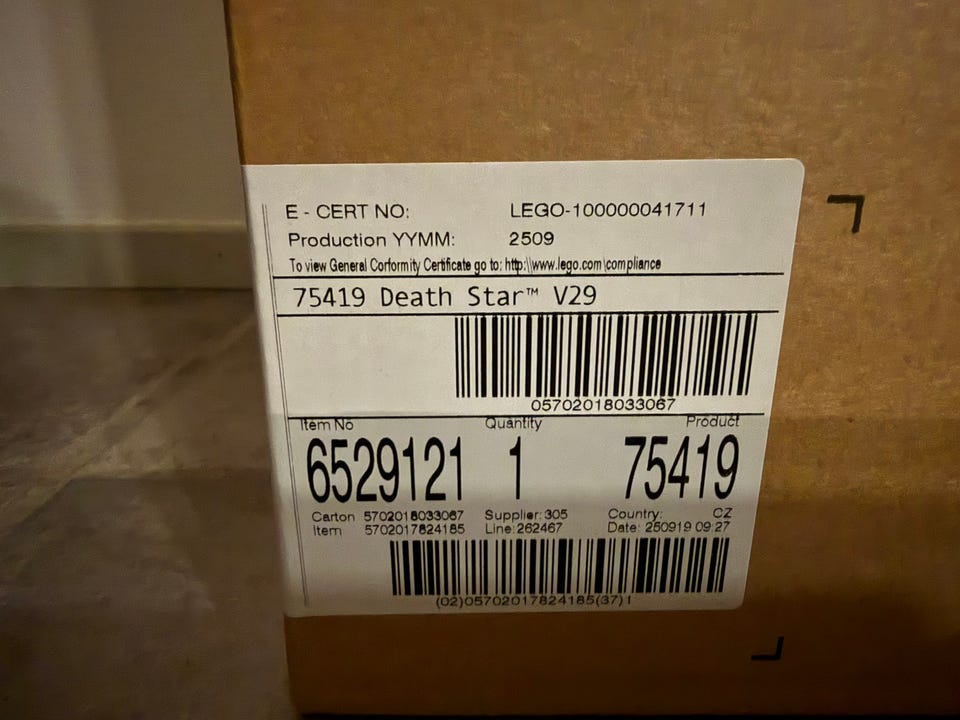 E - CERT NO: LEGO-100000041711
Production YYMM: 2509
To view General Corformity Certificate go to: http:\\www.lego.com\compliance
75419 Death Star™ V29
05702018033067
Item No Quantity Product
6529121 1 75419
Carton 5702018033067 Supplier: 305 Country: CZ
Item 5702017824185 Line: 262467 Date: 250919 09:27
(02)05702017824185(37)1